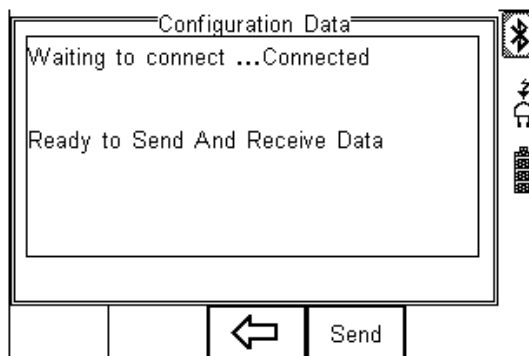 Configuration Data
Waiting to connect ...Connected
Ready to Send And Receive Data
Send